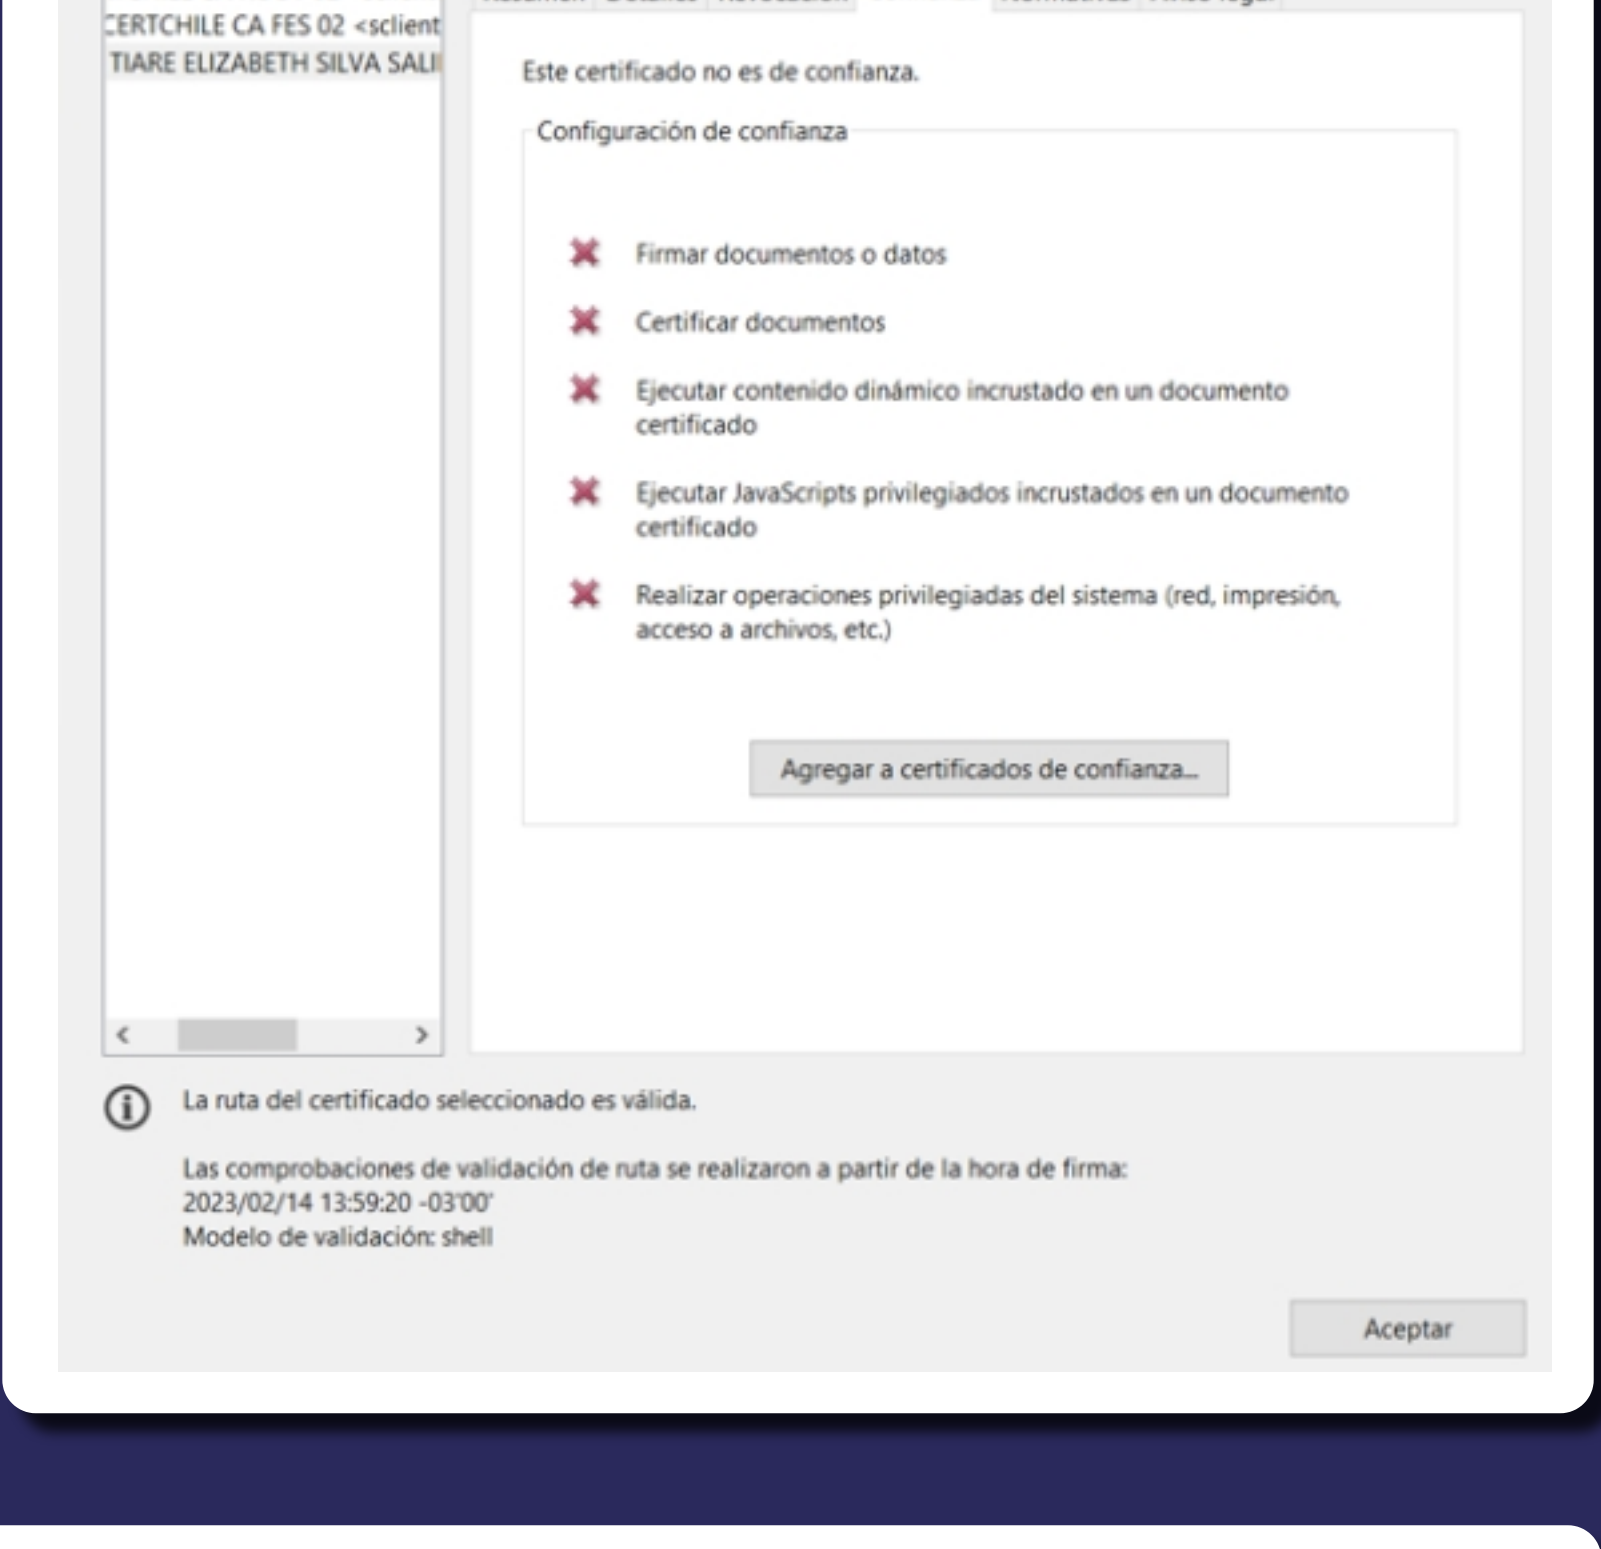 CERTCHILE CA FES 02 <sclient
TIARE ELIZABETH SILVA SALI
Este certificado no es de confianza.
Configuración de confianza
Firmar documentos o datos
Certificar documentos
Ejecutar contenido dinámico incrustado en un documento
certificado
Ejecutar JavaScripts privilegiados incrustados en un documento
certificado
Realizar operaciones privilegiadas del sistema (red, impresión,
acceso a archivos, etc.)
Agregar a certificados de confianza...
La ruta del certificado seleccionado es válida.
Las comprobaciones de validación de ruta se realizaron a partir de la hora de firma:
2023/02/14 13:59:20 -03'00'
Modelo de validación: shell
Aceptar